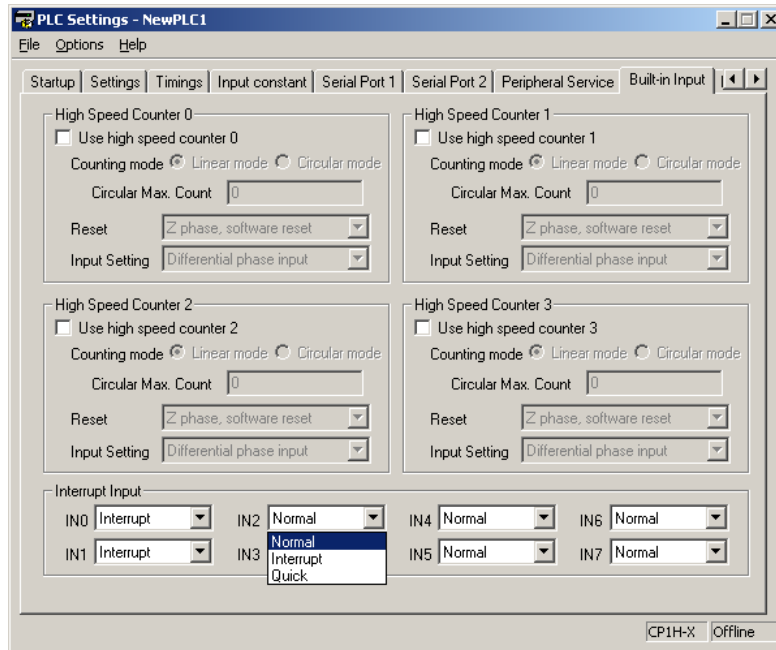 PLC Settings - NewPLC1
File Options Help
Startup Settings Timings Input constant Serial Port 1 Serial Port 2 Peripheral Service Built-in Input
High Speed Counter 0
Use high speed counter 0
Counting mode Linear mode Circular mode
Circular Max. Count 0
Reset Z phase, software reset
Input Setting Differential phase input
High Speed Counter 1
Use high speed counter 1
Counting mode Linear mode Circular mode
Circular Max. Count 0
Reset Z phase, software reset
Input Setting Differential phase input
High Speed Counter 2
Use high speed counter 2
Counting mode Linear mode Circular mode
Circular Max. Count 0
Reset Z phase, software reset
Input Setting Differential phase input
High Speed Counter 3
Use high speed counter 3
Counting mode Linear mode Circular mode
Circular Max. Count 0
Reset Z phase, software reset
Input Setting Differential phase input
Interrupt Input
IN0 Interrupt IN2 Normal IN4 Normal IN6 Normal
IN1 Interrupt IN3 Normal IN5 Normal IN7 Normal
Interrupt
Quick
CP1H-X Offline